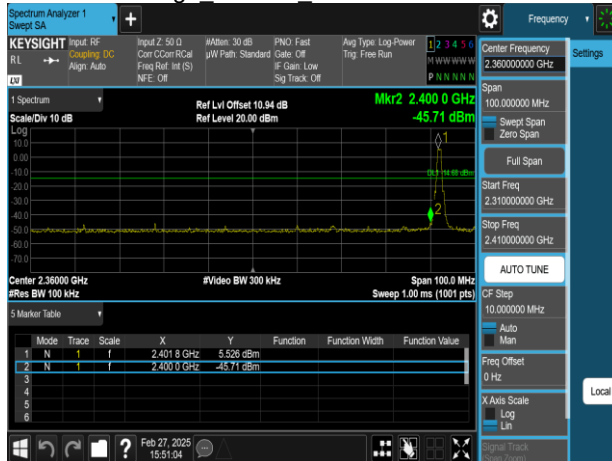 Spectrum Analyzer 1
Swept SA
Frequency
KEYSIGHT
RL
Input: RF
Coupling: DC
Align: Auto
Input Z: 50 Ω
Corr CCorr RCal
Freq Ref: Int (S)
NFE: Off
#Atten: 30 dB
µW Path: Standard
PNO: Fast
Gate: Off
IF Gain: Low
Sig Track: Off
Avg Type: Log-Power
Trig: Free Run
1 2 3 4 5 6
M W W W W W
P N N N N N
LXI
1 Spectrum
Scale/Div 10 dB
Ref Lvl Offset 10.94 dB
Ref Level 20.00 dBm
Mkr2 2.400 0 GHz
-45.71 dBm
Log
10.0
0.00
-10.0
-20.0
-30.0
-40.0
-50.0
-60.0
-70.0
1
2
Center 2.36000 GHz
#Res BW 100 kHz
#Video BW 300 kHz
Span 100.0 MHz
Sweep 1.00 ms (1001 pts)
5 Marker Table
Mode Trace Scale X Y Function Function Width Function Value
1 N 1 f 2.401 8 GHz 5.526 dBm
2 N 1 f 2.400 0 GHz -45.71 dBm
3
4
5
6
?
Feb 27, 2025
15:51:04
Center Frequency
2.360000000 GHz
Settings
Span
100.000000 MHz
Swept Span
Zero Span
Full Span
Start Freq
2.310000000 GHz
Stop Freq
2.410000000 GHz
AUTO TUNE
CF Step
10.000000 MHz
Auto
Man
Freq Offset
0 Hz
Local
X Axis Scale
Log
Lin
Signal Track
(Span Zoom)